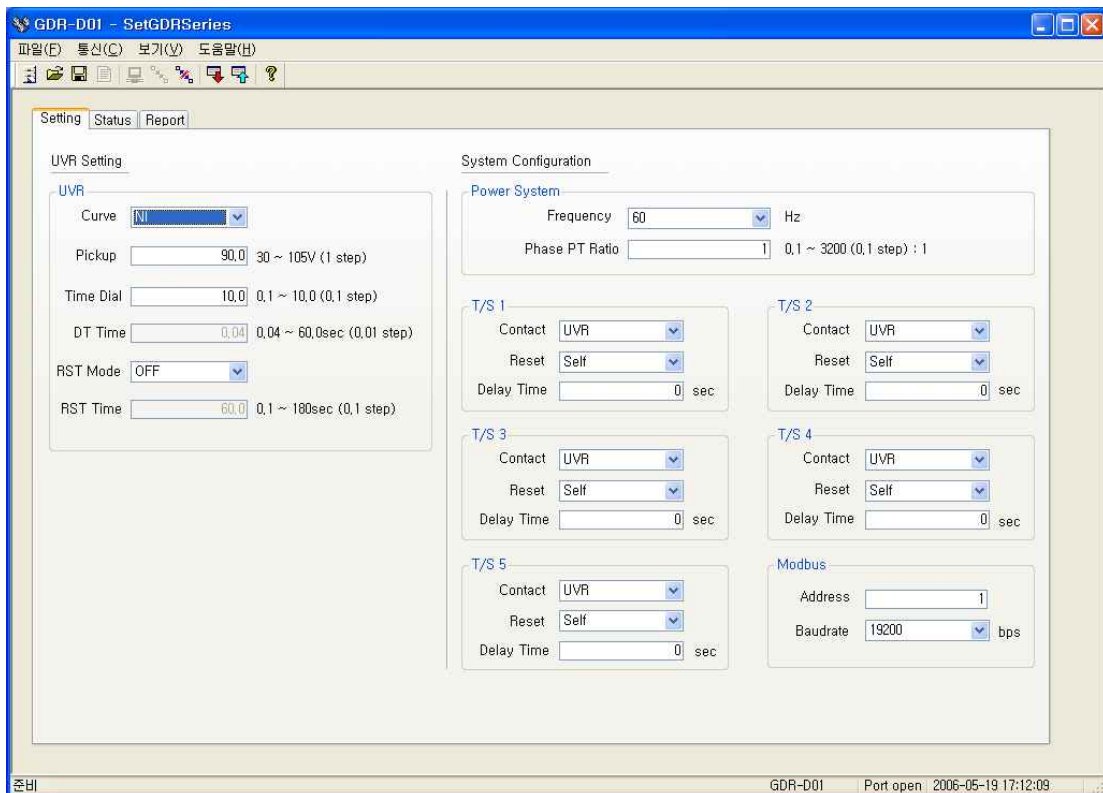 GDR-D01 - SetGDRSeries
파일(F) 통신(C) 보기(V) 도움말(H)
Setting Status Report
UVR Setting
UVR
Curve NI
Pickup 90.0 30 ~ 105V (1 step)
Time Dial 10.0 0.1 ~ 10.0 (0.1 step)
DT Time 0.04 0.04 ~ 60.0sec (0.01 step)
RST Mode OFF
RST Time 60.0 0.1 ~ 180sec (0.1 step)
System Configuration
Power System
Frequency 60 Hz
Phase PT Ratio 1 0.1 ~ 3200 (0.1 step) : 1
T/S 1
Contact UVR
Reset Self
Delay Time 0 sec
T/S 2
Contact UVR
Reset Self
Delay Time 0 sec
T/S 3
Contact UVR
Reset Self
Delay Time 0 sec
T/S 4
Contact UVR
Reset Self
Delay Time 0 sec
T/S 5
Contact UVR
Reset Self
Delay Time 0 sec
Modbus
Address 1
Baudrate 19200 bps
준비 GDR-D01 Port open 2006-05-19 17:12:09